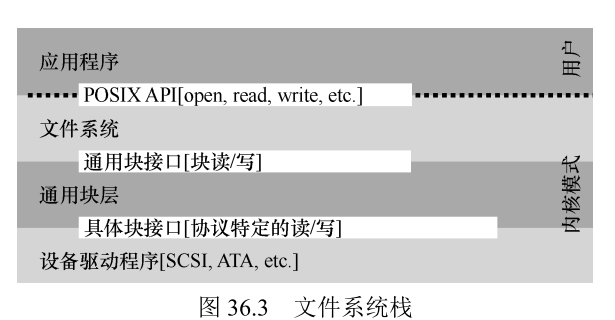 应用程序
用户
POSIX API[open, read, write, etc.]
文件系统
通用块接口[块读/写]
通用块层
内核模式
具体块接口[协议特定的读/写]
设备驱动程序[SCSI, ATA, etc.]
图 36.3 文件系统栈